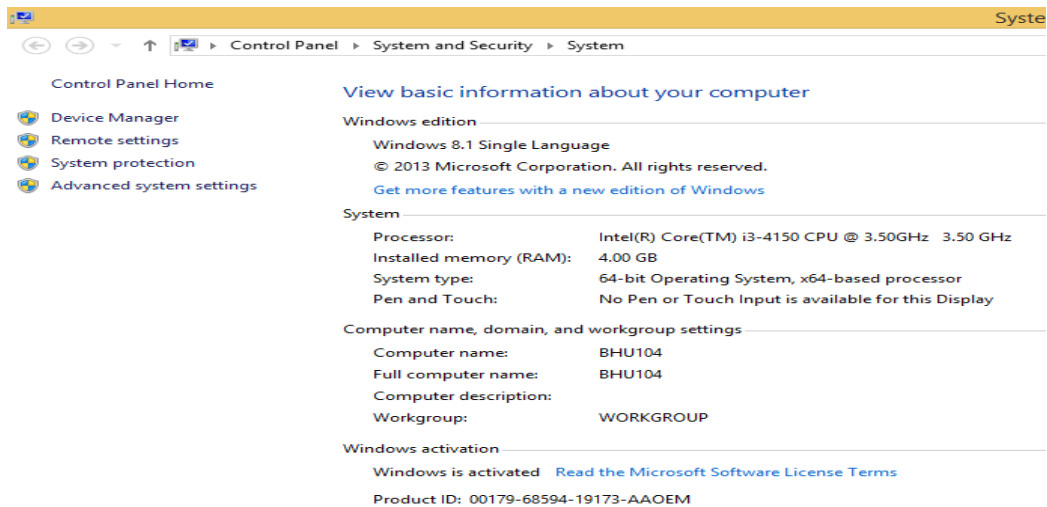 Syste
Control Panel System and Security System
Control Panel Home
Device Manager
Remote settings
System protection
Advanced system settings
View basic information about your computer
Windows edition
Windows 8.1 Single Language
© 2013 Microsoft Corporation. All rights reserved.
Get more features with a new edition of Windows
System
Processor: Intel(R) Core(TM) i3-4150 CPU @ 3.50GHz 3.50 GHz
Installed memory (RAM): 4.00 GB
System type: 64-bit Operating System, x64-based processor
Pen and Touch: No Pen or Touch Input is available for this Display
Computer name, domain, and workgroup settings
Computer name: BHU104
Full computer name: BHU104
Computer description:
Workgroup: WORKGROUP
Windows activation
Windows is activated Read the Microsoft Software License Terms
Product ID: 00179-68594-19173-AAOEM